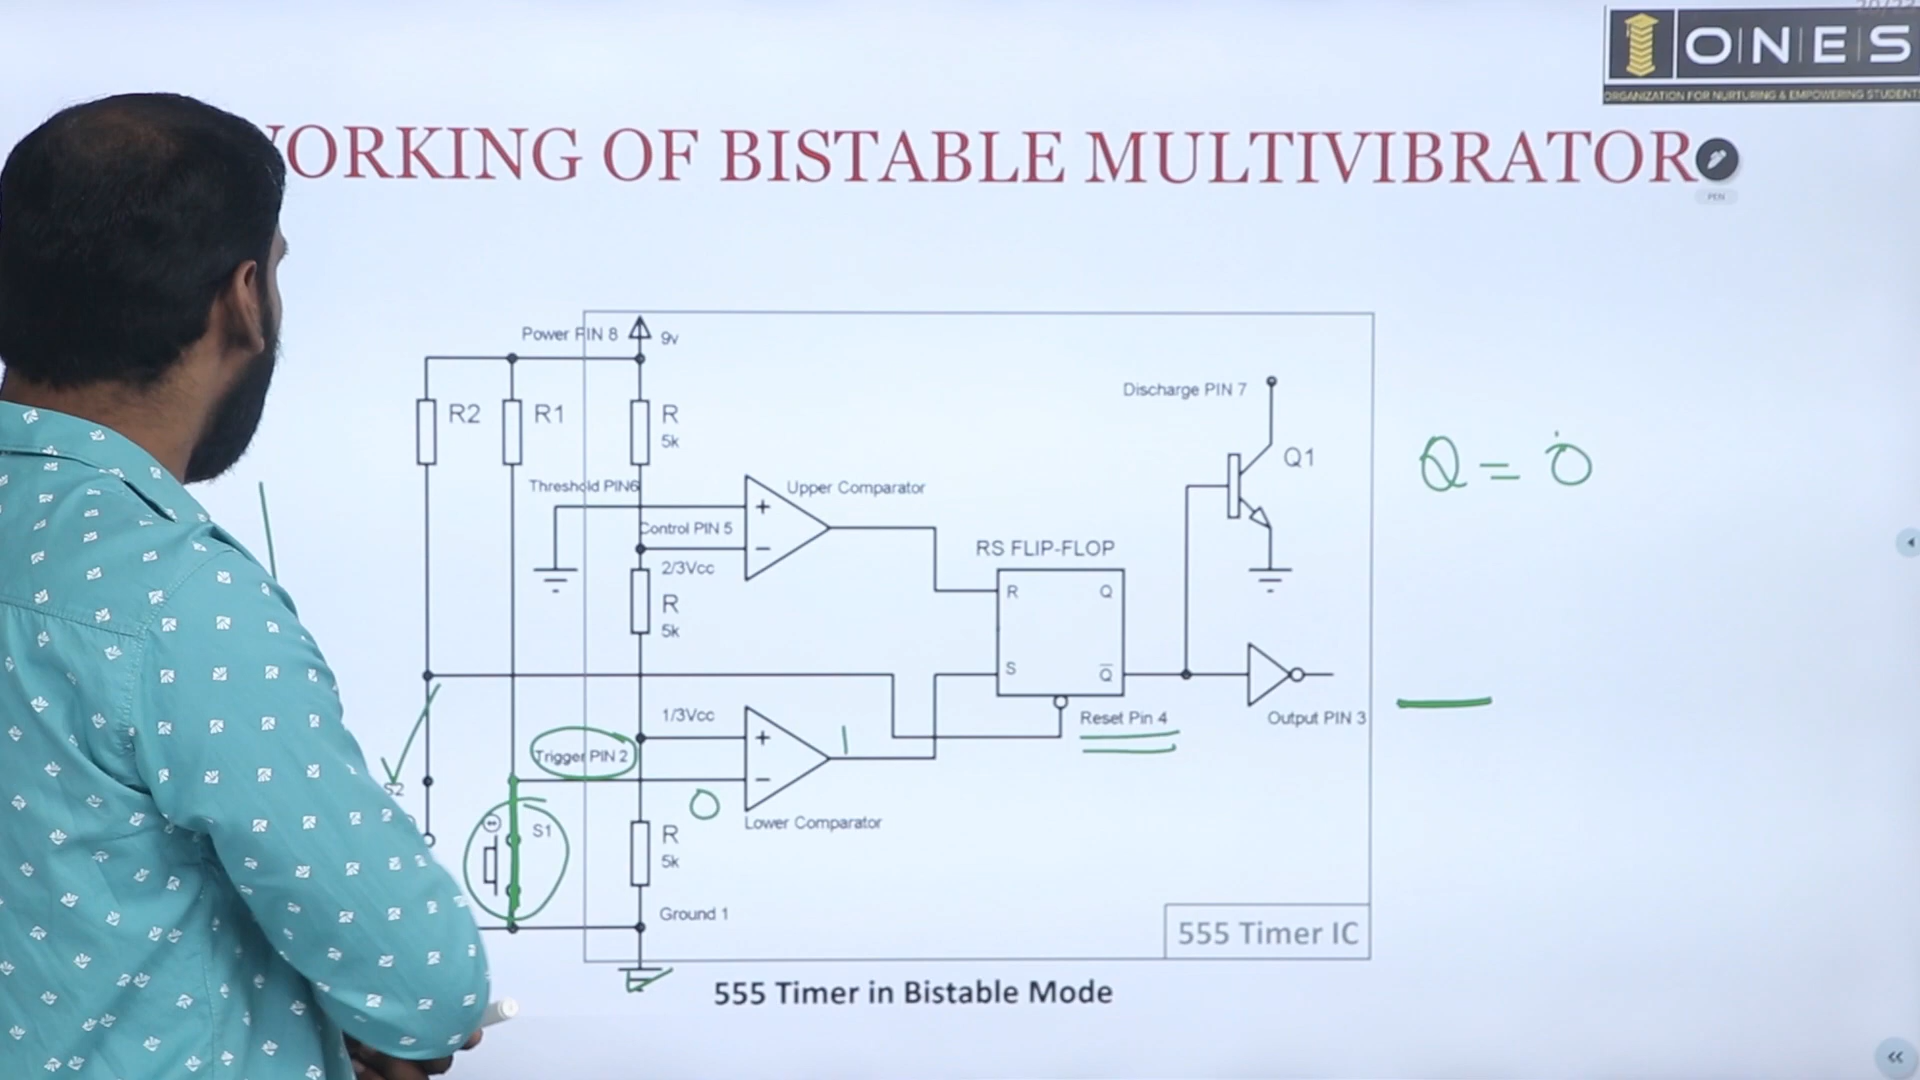 ONES
ORGANIZATION FOR NURTURING & EMPOWERING STUDENT
ORKING OF BISTABLE MULTIVIBRATOR
PEN
Power PIN 8
9v
Discharge PIN 7
R2
R1
R
5k
Q1
Q = 0
Threshold PIN6
Upper Comparator
+
Control PIN 5
−
RS FLIP-FLOP
2/3Vcc
R
5k
R
Q
S
Q̅
1/3Vcc
Reset Pin 4
Output PIN 3
+
1
Trigger PIN 2
−
S2
0
Lower Comparator
S1
R
5k
Ground 1
555 Timer IC
555 Timer in Bistable Mode